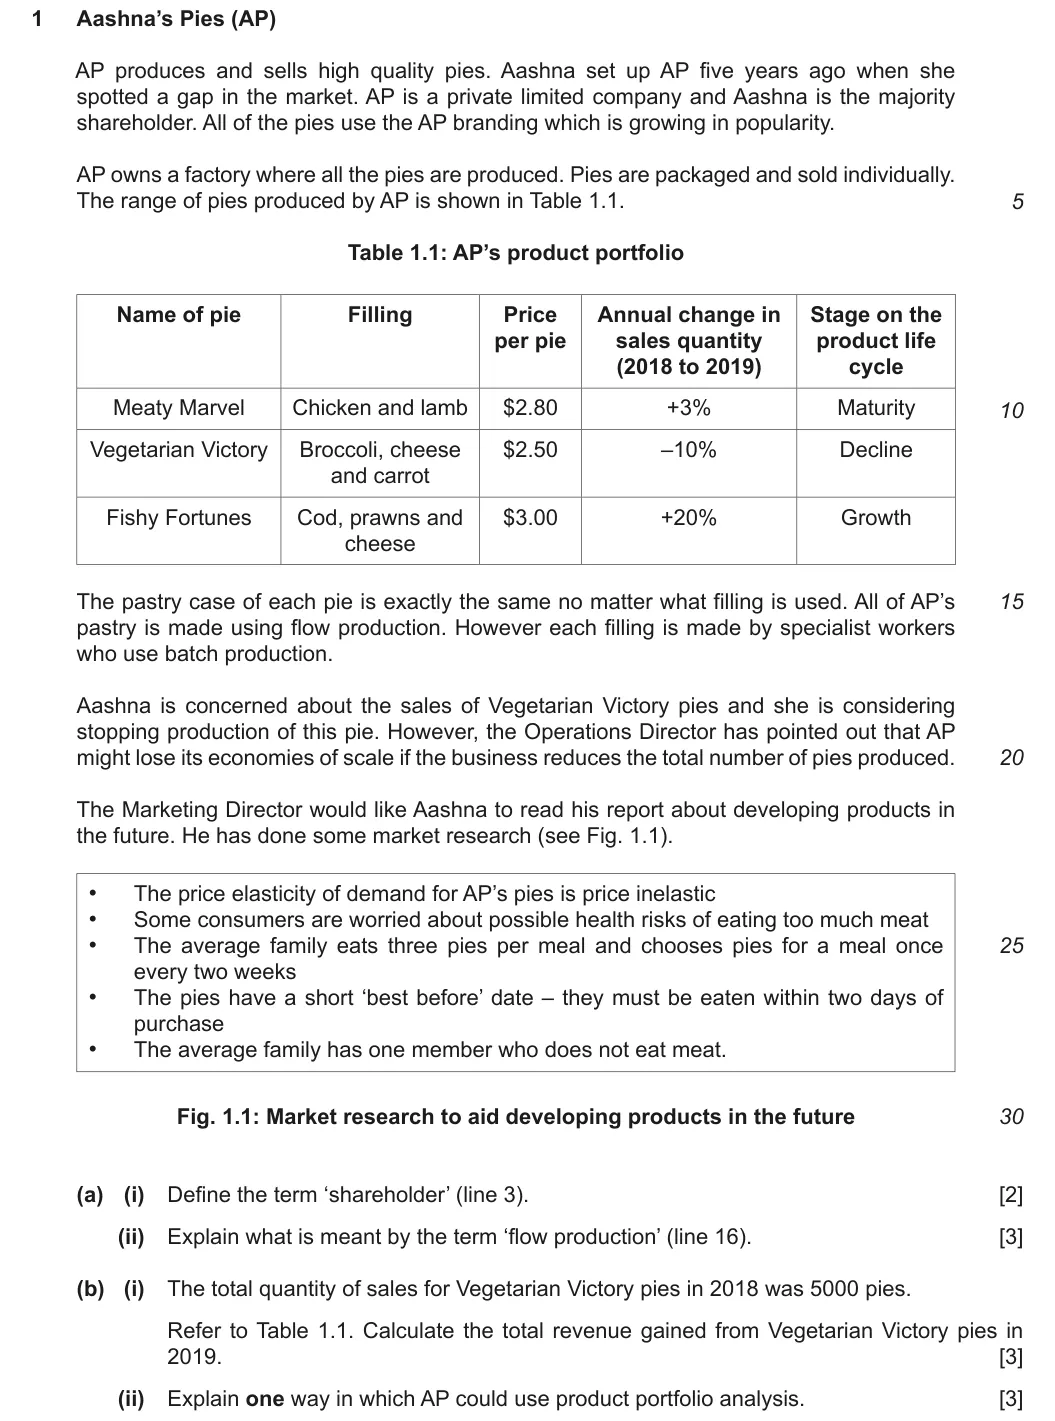 1 Aashna’s Pies (AP)
AP produces and sells high quality pies. Aashna set up AP five years ago when she
spotted a gap in the market. AP is a private limited company and Aashna is the majority
shareholder. All of the pies use the AP branding which is growing in popularity.
AP owns a factory where all the pies are produced. Pies are packaged and sold individually.
The range of pies produced by AP is shown in Table 1.1. 5
Table 1.1: AP’s product portfolio
Name of pie Filling Price Annual change in Stage on the
per pie sales quantity product life
(2018 to 2019) cycle
Meaty Marvel Chicken and lamb $2.80 +3% Maturity 10
Vegetarian Victory Broccoli, cheese $2.50 –10% Decline
and carrot
Fishy Fortunes Cod, prawns and $3.00 +20% Growth
cheese
The pastry case of each pie is exactly the same no matter what filling is used. All of AP’s 15
pastry is made using flow production. However each filling is made by specialist workers
who use batch production.
Aashna is concerned about the sales of Vegetarian Victory pies and she is considering
stopping production of this pie. However, the Operations Director has pointed out that AP
might lose its economies of scale if the business reduces the total number of pies produced. 20
The Marketing Director would like Aashna to read his report about developing products in
the future. He has done some market research (see Fig. 1.1).
• The price elasticity of demand for AP’s pies is price inelastic
• Some consumers are worried about possible health risks of eating too much meat
• The average family eats three pies per meal and chooses pies for a meal once 25
every two weeks
• The pies have a short ‘best before’ date – they must be eaten within two days of
purchase
• The average family has one member who does not eat meat.
Fig. 1.1: Market research to aid developing products in the future 30
(a) (i) Define the term ‘shareholder’ (line 3). [2]
(ii) Explain what is meant by the term ‘flow production’ (line 16). [3]
(b) (i) The total quantity of sales for Vegetarian Victory pies in 2018 was 5000 pies.
Refer to Table 1.1. Calculate the total revenue gained from Vegetarian Victory pies in
2019. [3]
(ii) Explain one way in which AP could use product portfolio analysis. [3]